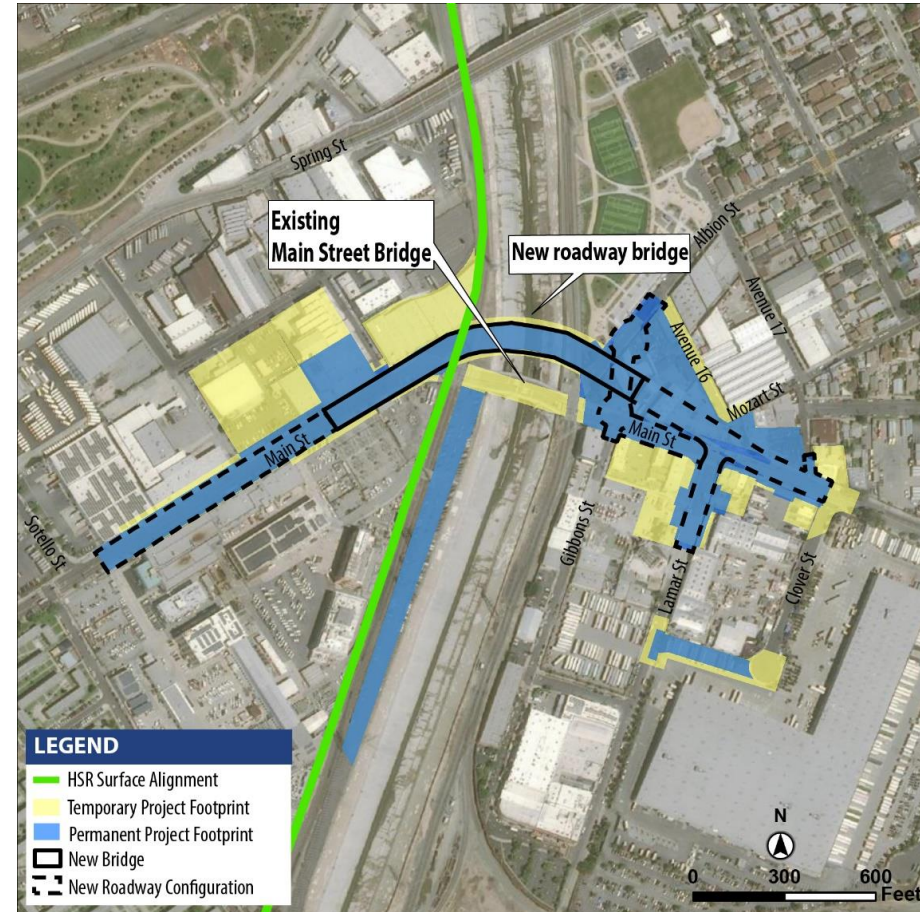 Spring St
Existing
Main Street Bridge
New roadway bridge
Albion St
Avenue 17
Avenue 16
Mozart St
Main St
Main St
Sotello St
Gibbons St
Lamar St
Clover St
LEGEND
HSR Surface Alignment
Temporary Project Footprint
Permanent Project Footprint
New Bridge
New Roadway Configuration
N
0 300 600
Feet